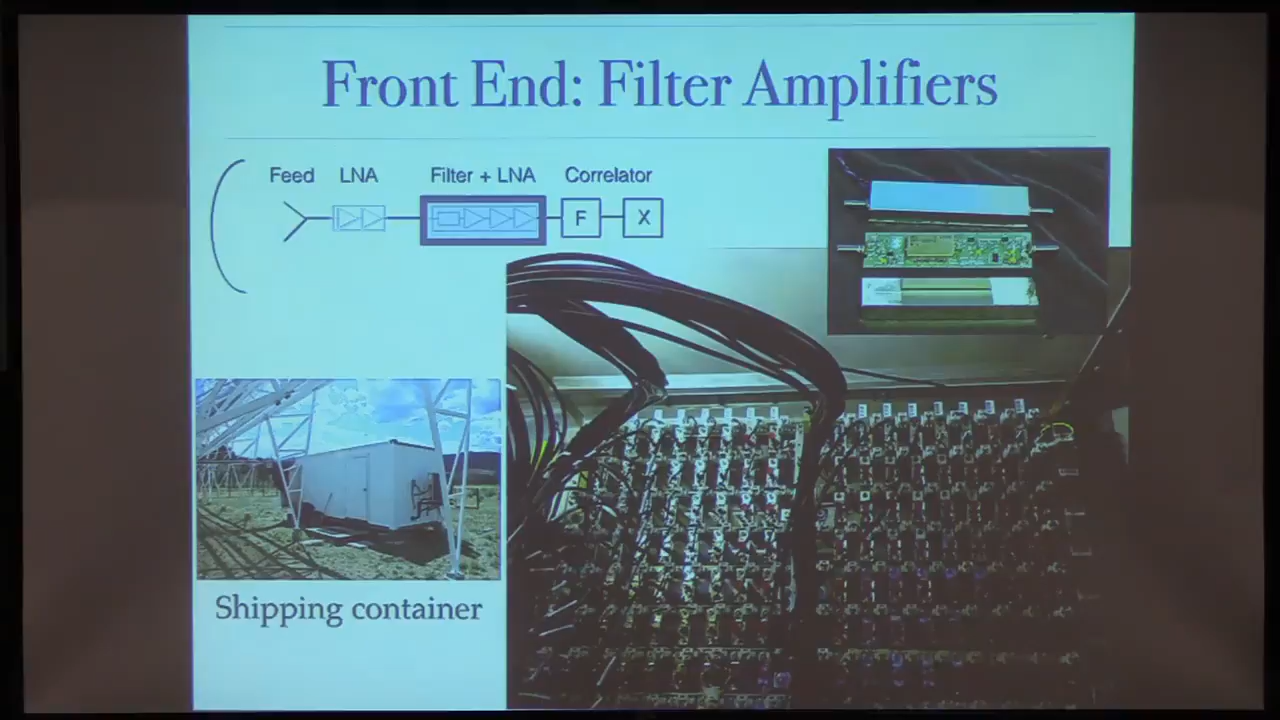 Front End: Filter Amplifiers
Feed LNA Filter + LNA Correlator
F X
Shipping container